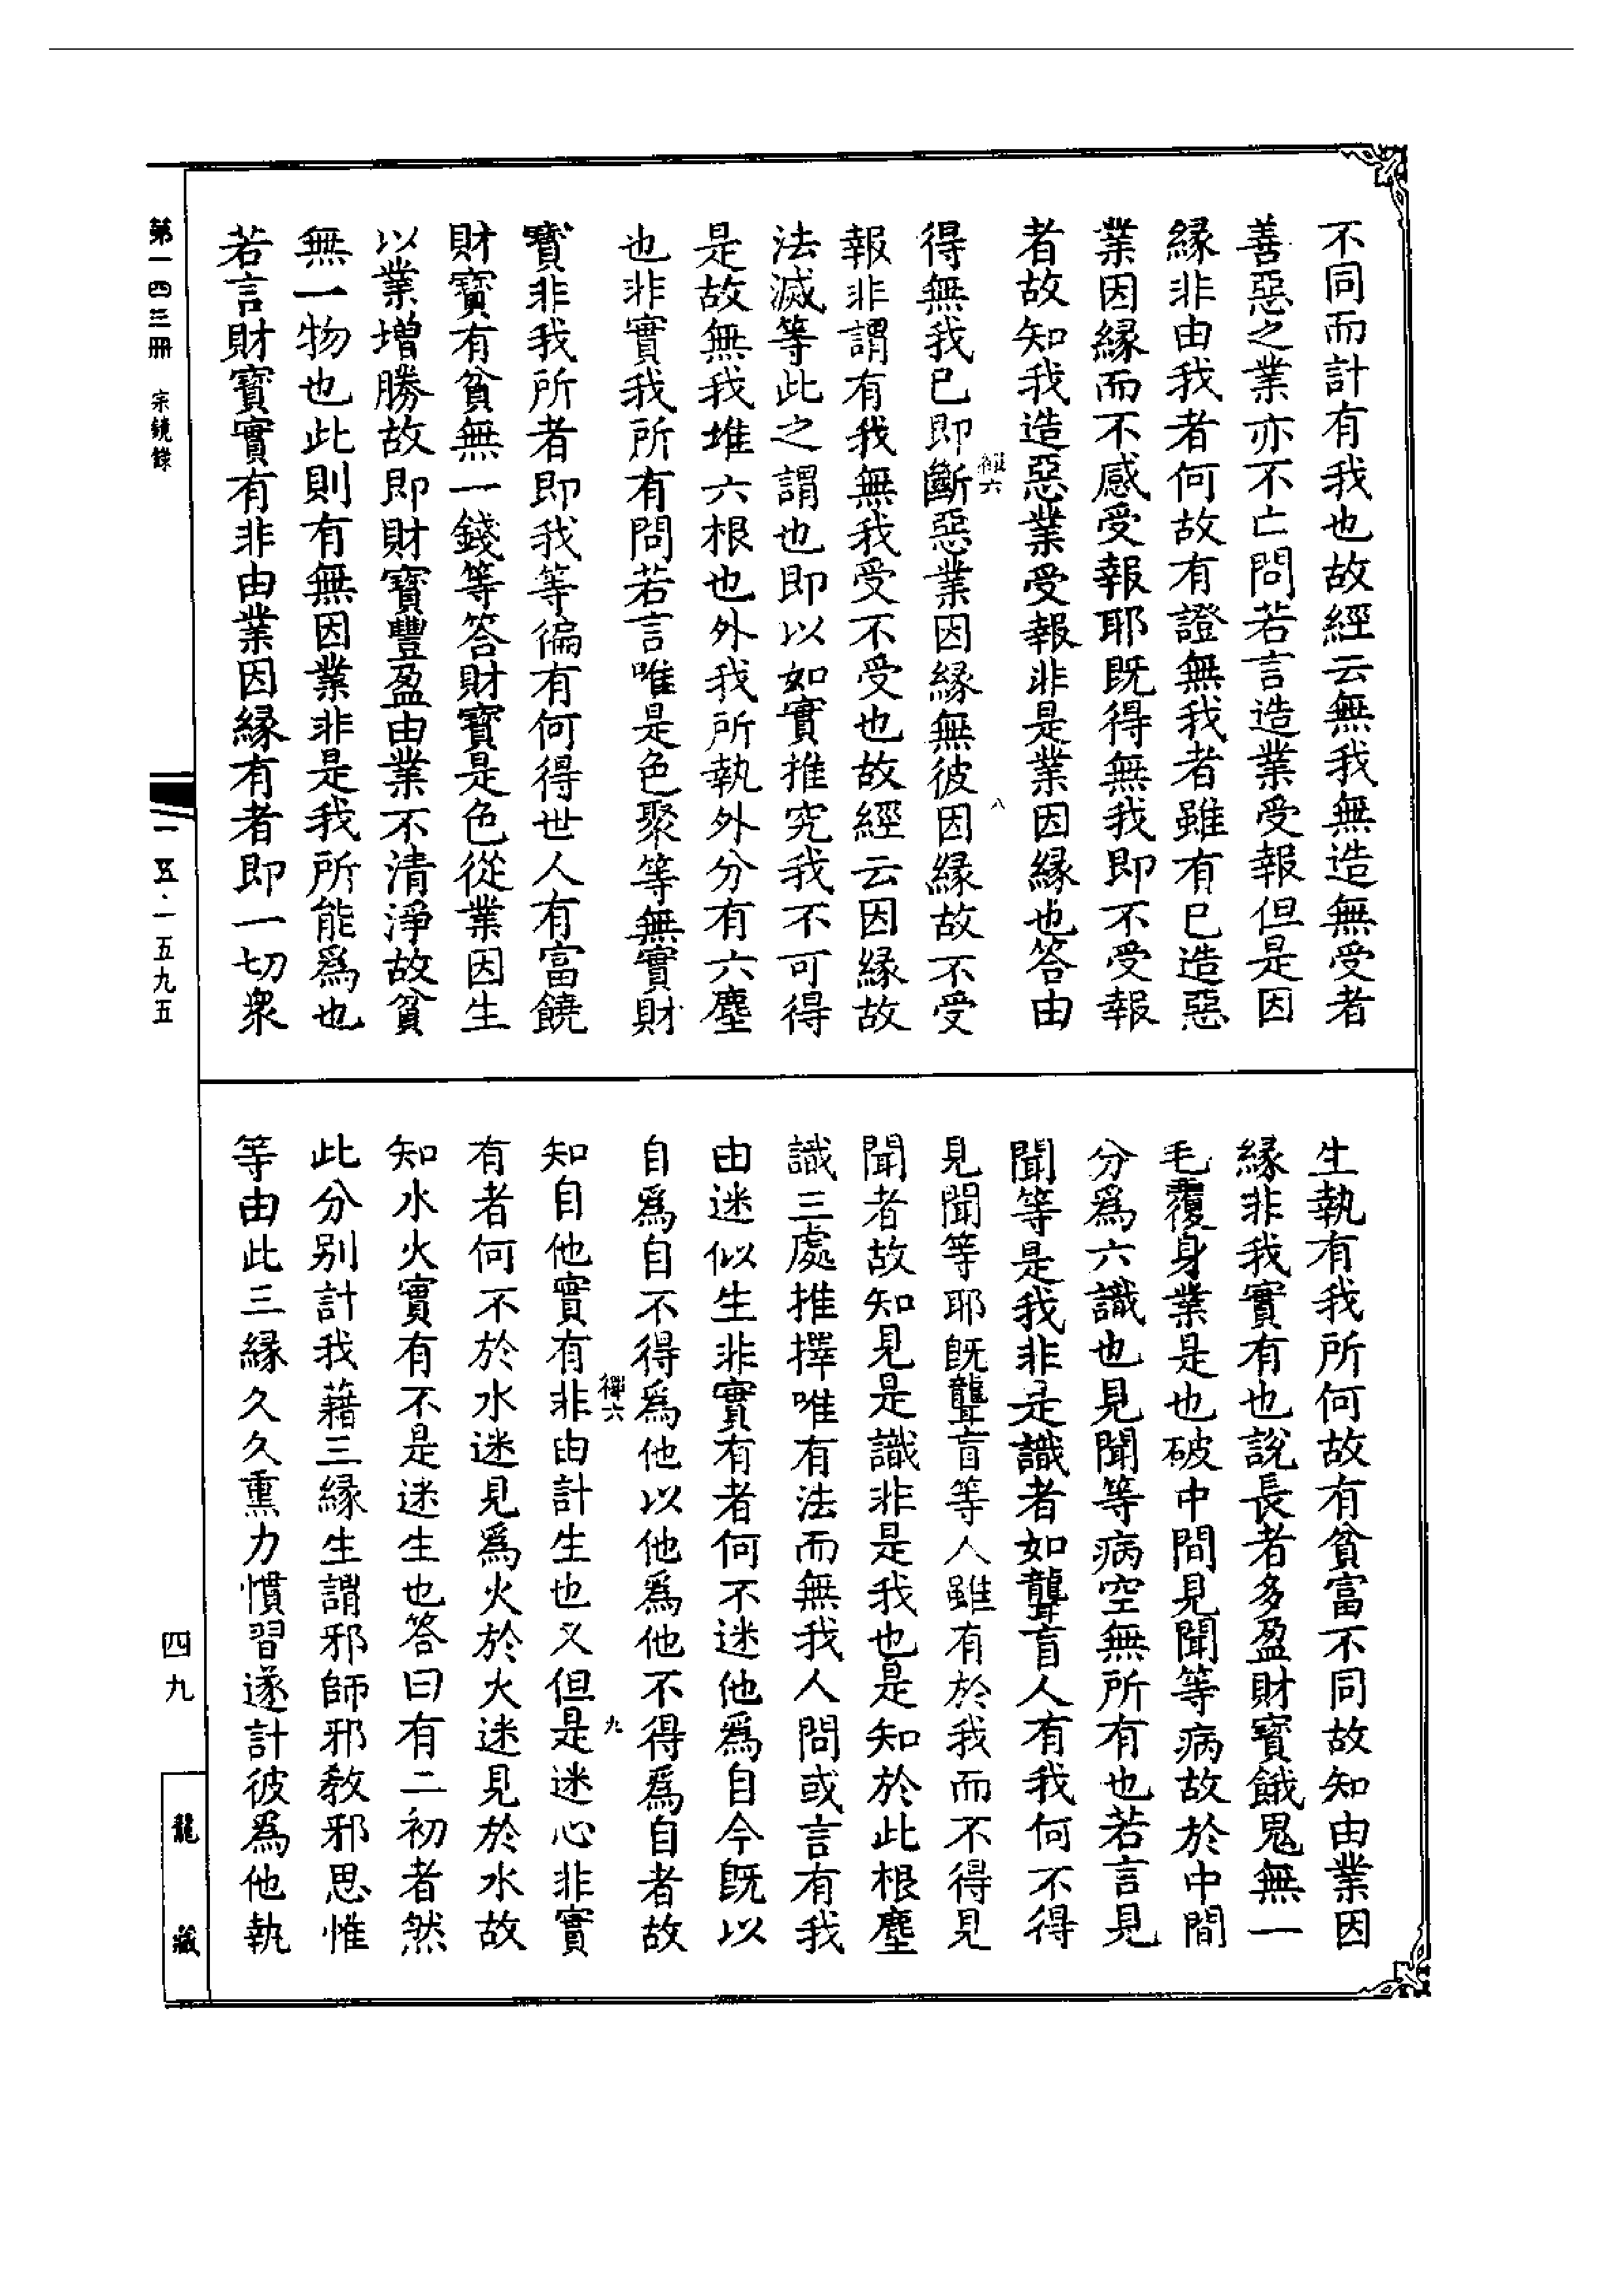 不同而計有我也故經云無我無造無受者
善惡之業亦不亡問若言造業受報但是因
緣非由我者何故有證無我者雖有已造惡
業因緣而不感受報耶既得無我即不受報
者故知我造惡業受報非是業因緣也答由
禪六
八
得無我已即斷惡業因緣無彼因緣故不受
報非謂有我無我受不受也故經云因緣故
法滅等此之謂也即以如實推究我不可得
是故無我堆六根也外我所執外分有六塵
也非實我所有問若言唯是色聚等無實財
寶非我所者即我等徧有何得世人有富饒
財寶有貧無一錢等答財寶是色從業因生
以業增勝故即財寶豐盈由業不清淨故貧
無一物也此則有無因業非是我所能爲也
若言財寶實有非由業因緣有者即一切衆
生執有我所何故有貧富不同故知由業因
緣非我實有也說長者多盈財寶餓鬼無一
毛覆身業是也破中間見聞等病故於中間
分爲六識也見聞等病空無所有也若言見
聞等是我非是識者如聾盲人有我何不得
見聞等耶既聾盲等人雖有於我而不得見
聞者故知見是識非是我也是知於此根塵
識三處推擇唯有法而無我人問或言有我
由迷似生非實有者何不迷他爲自今既以
自爲自不得爲他以他爲他不得爲自者故
禪六
九
知自他實有非由計生也又但是迷心非實
有者何不於水迷見爲火於火迷見於水故
知水火實有不是迷生也答曰有二初者然
此分別計我藉三緣生謂邪師邪教邪思惟
等由此三緣久久熏力慣習遂計彼爲他執
第一四三冊 宗鏡錄
一五·一五九五
四九
龍藏